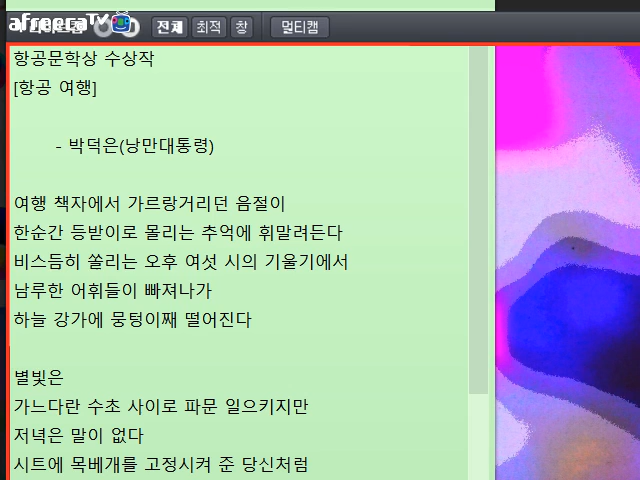 afreecaTV
전체 최적 창 멀티캠
항공문학상 수상작
[항공 여행]
- 박덕은(낭만대통령)
여행 책자에서 가르랑거리던 음절이
한순간 등받이로 몰리는 추억에 휘말려든다
비스듬히 쏠리는 오후 여섯 시의 기울기에서
남루한 어휘들이 빠져나가
하늘 강가에 뭉텅이째 떨어진다
별빛은
가느다란 수초 사이로 파문 일으키지만
저녁은 말이 없다
시트에 목베개를 고정시켜 준 당신처럼